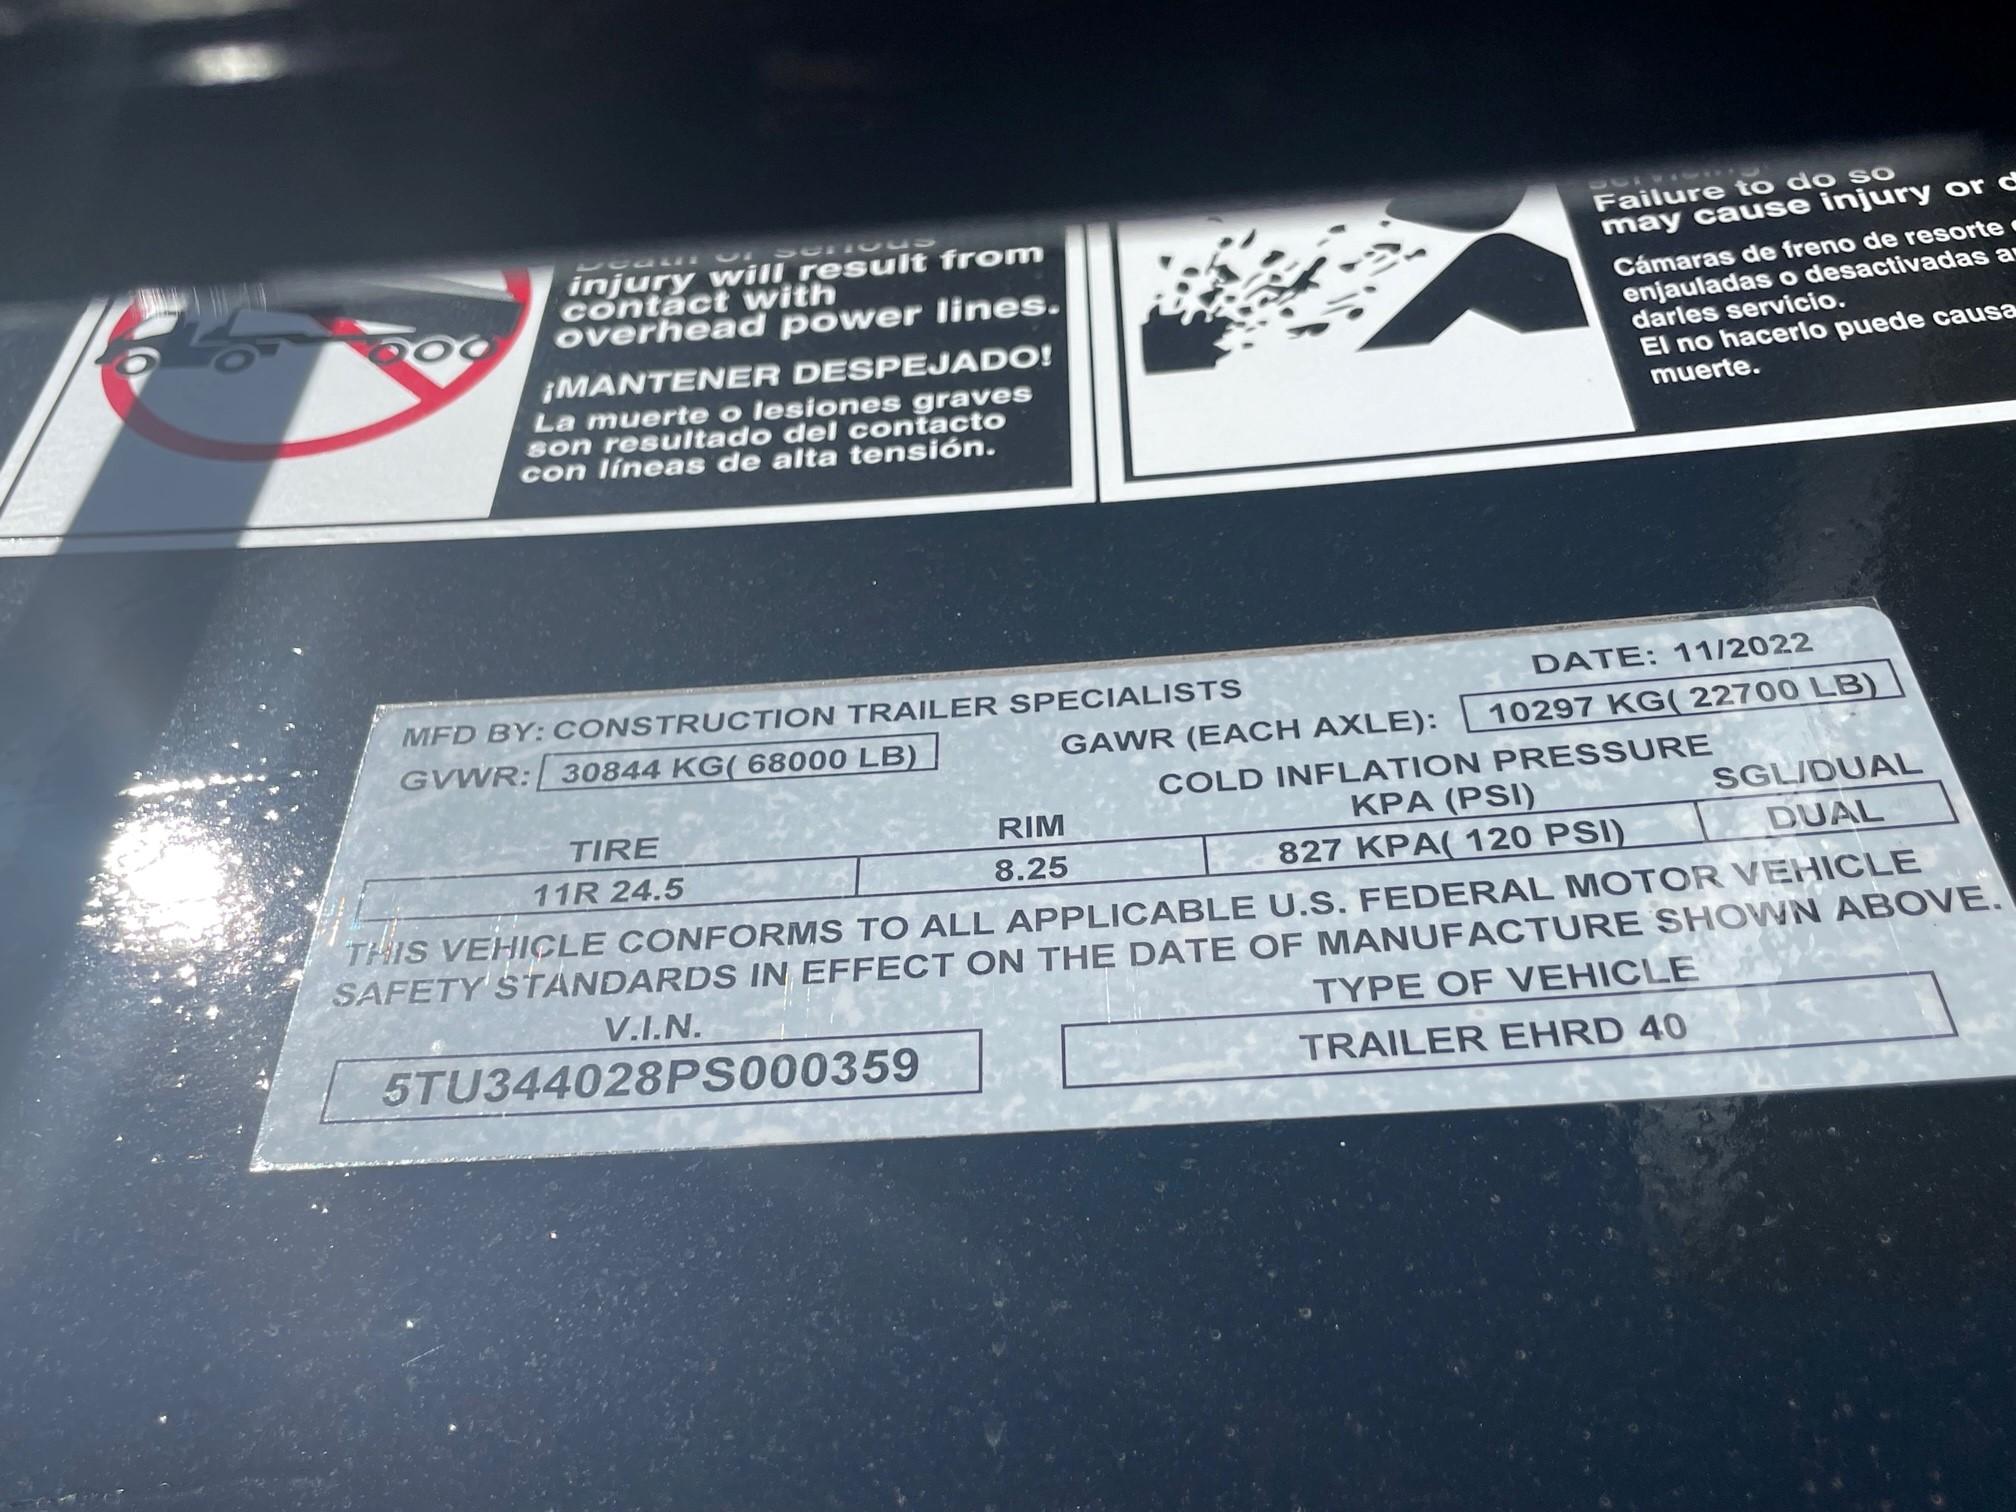 Death or serious
injury will result from
contact with
overhead power lines.
¡MANTENER DESPEJADO!
La muerte o lesiones graves
son resultado del contacto
con líneas de alta tensión.
servicing
Failure to do so
may cause injury or
Cámaras de freno de resorte
enjauladas o desactivadas
darles servicio.
El no hacerlo puede
muerte.
MFD BY: CONSTRUCTION TRAILER SPECIALISTS
DATE: 11/2022
GVWR: 30844 KG( 68000 LB)
GAWR (EACH AXLE): 10297 KG( 22700 LB)
COLD INFLATION PRESSURE
TIRE RIM KPA (PSI) SGL/DUAL
11R 24.5 8.25 827 KPA( 120 PSI) DUAL
THIS VEHICLE CONFORMS TO ALL APPLICABLE U.S. FEDERAL MOTOR VEHICLE
SAFETY STANDARDS IN EFFECT ON THE DATE OF MANUFACTURE SHOWN ABOVE.
V.I.N. TYPE OF VEHICLE
5TU344028PS000359 TRAILER EHRD 40